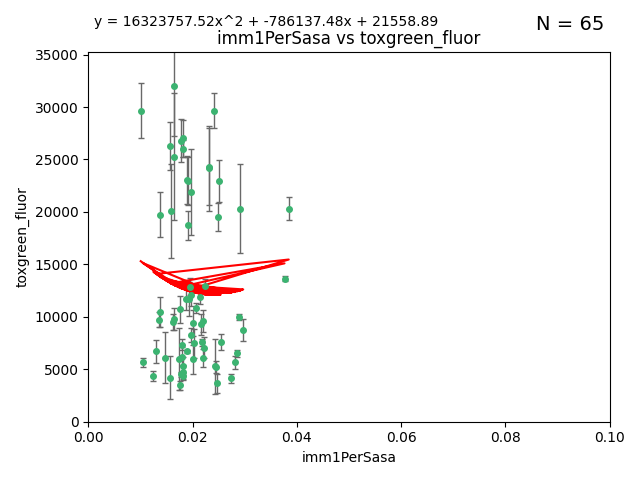 y = 16323757.52x^2 + -786137.48x + 21558.89
N = 65
imm1PerSasa vs toxgreen_fluor
35000
30000
25000
20000
15000
10000
5000
0
toxgreen_fluor
0.00 0.02 0.04 0.06 0.08 0.10
imm1PerSasa